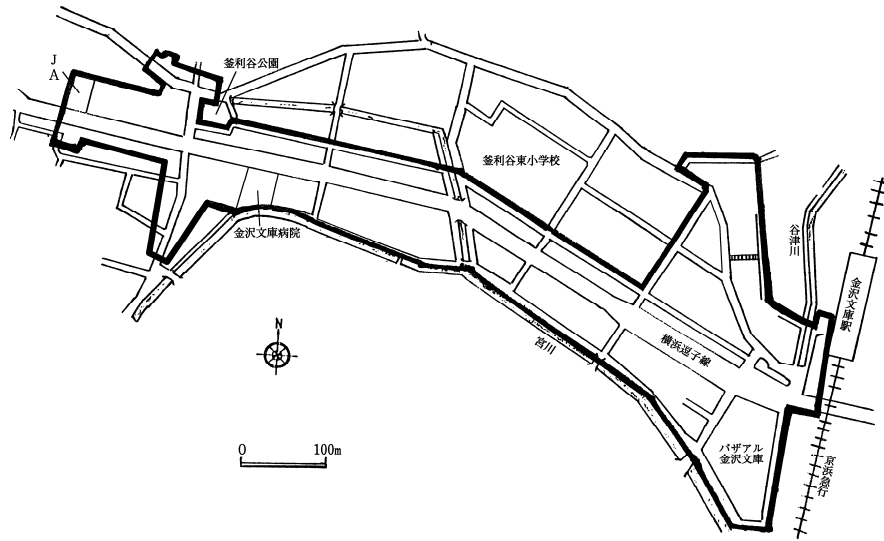 J
A
釜利谷公園
釜利谷東小学校
金沢文庫病院
谷津川
金沢文庫駅
N
宮川
横浜逗子線
バザアル
金沢文庫
京浜急行
0 100m